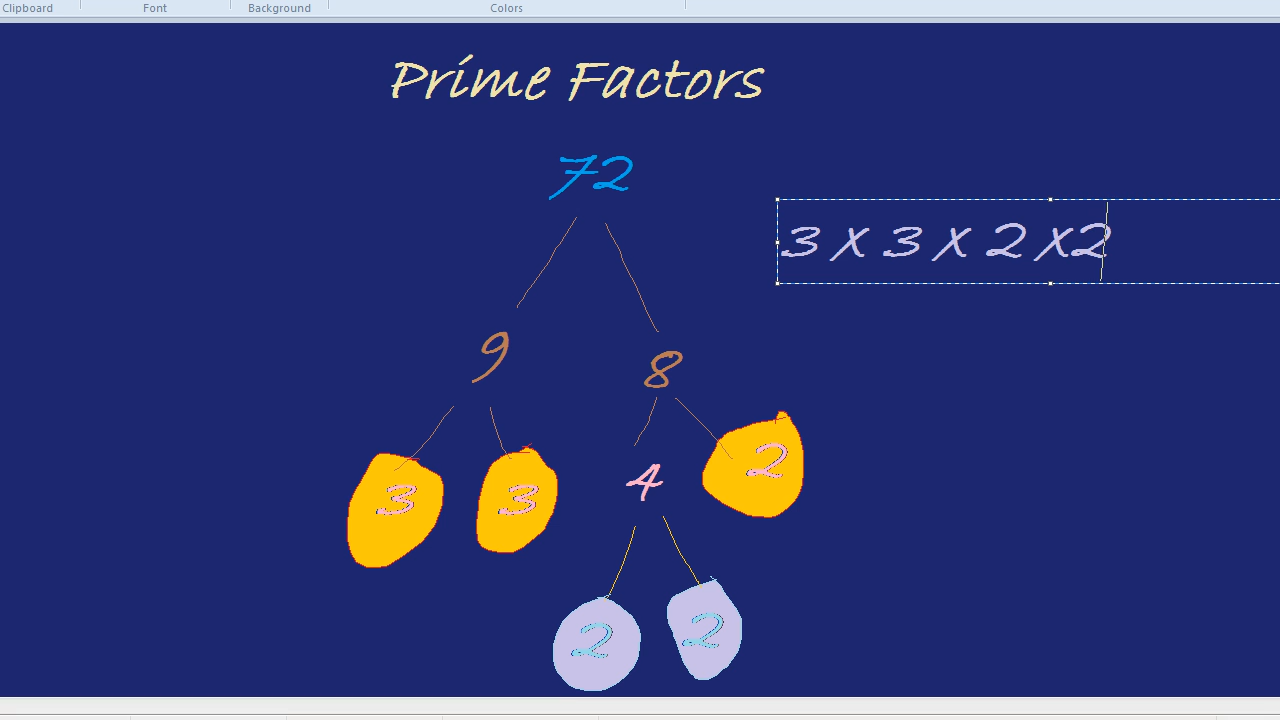 Clipboard Font Background Colors
Prime Factors
72
3 X 3 X 2 X2
9 8
3 3 4 2
2 2